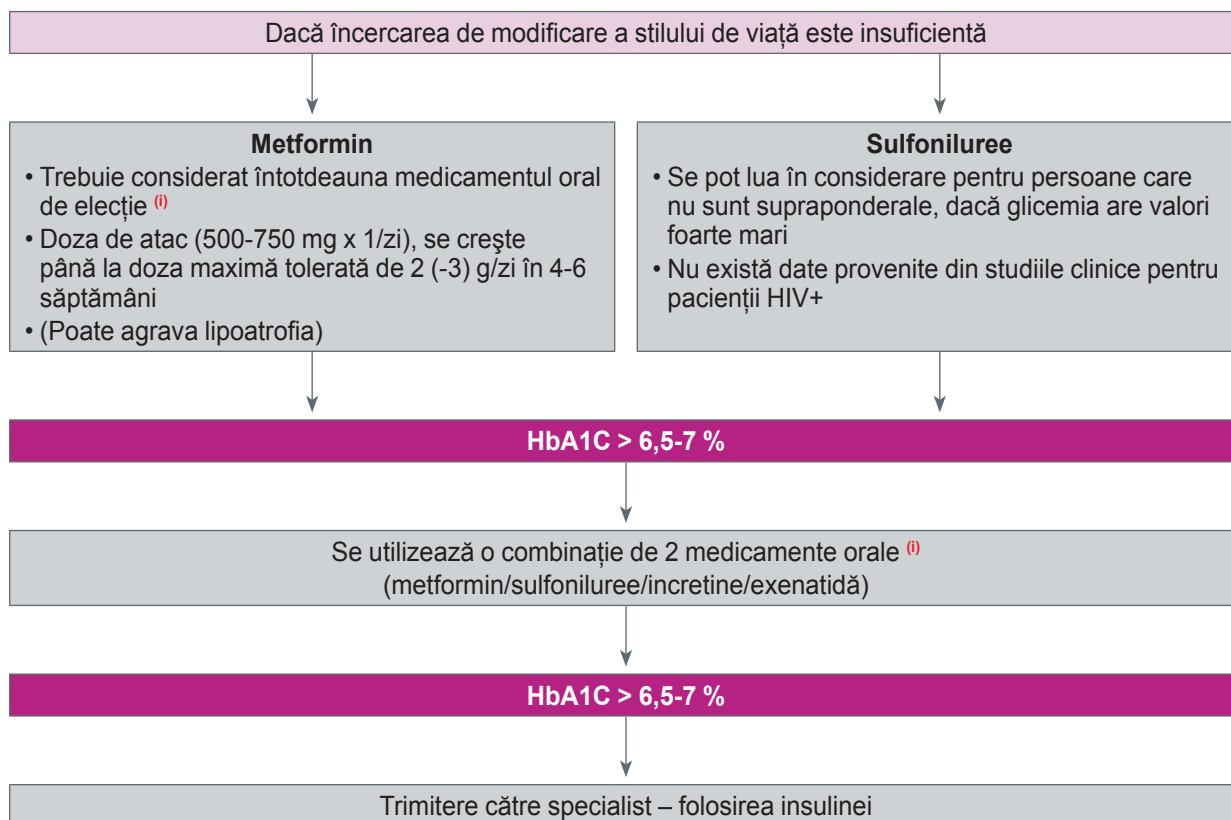 Dacă încercarea de modificare a stilului de viață este insuficientă
Metformin
• Trebuie considerat întotdeauna medicamentul oral
de elecție (i)
• Doza de atac (500-750 mg x 1/zi), se creşte
până la doza maximă tolerată de 2 (-3) g/zi în 4-6
săptămâni
• (Poate agrava lipoatrofia)
Sulfoniluree
• Se pot lua în considerare pentru persoane care
nu sunt supraponderale, dacă glicemia are valori
foarte mari
• Nu există date provenite din studiile clinice pentru
pacienții HIV+
HbA1C > 6,5-7 %
Se utilizează o combinație de 2 medicamente orale (i)
(metformin/sulfoniluree/incretine/exenatidă)
HbA1C > 6,5-7 %
Trimitere către specialist – folosirea insulinei